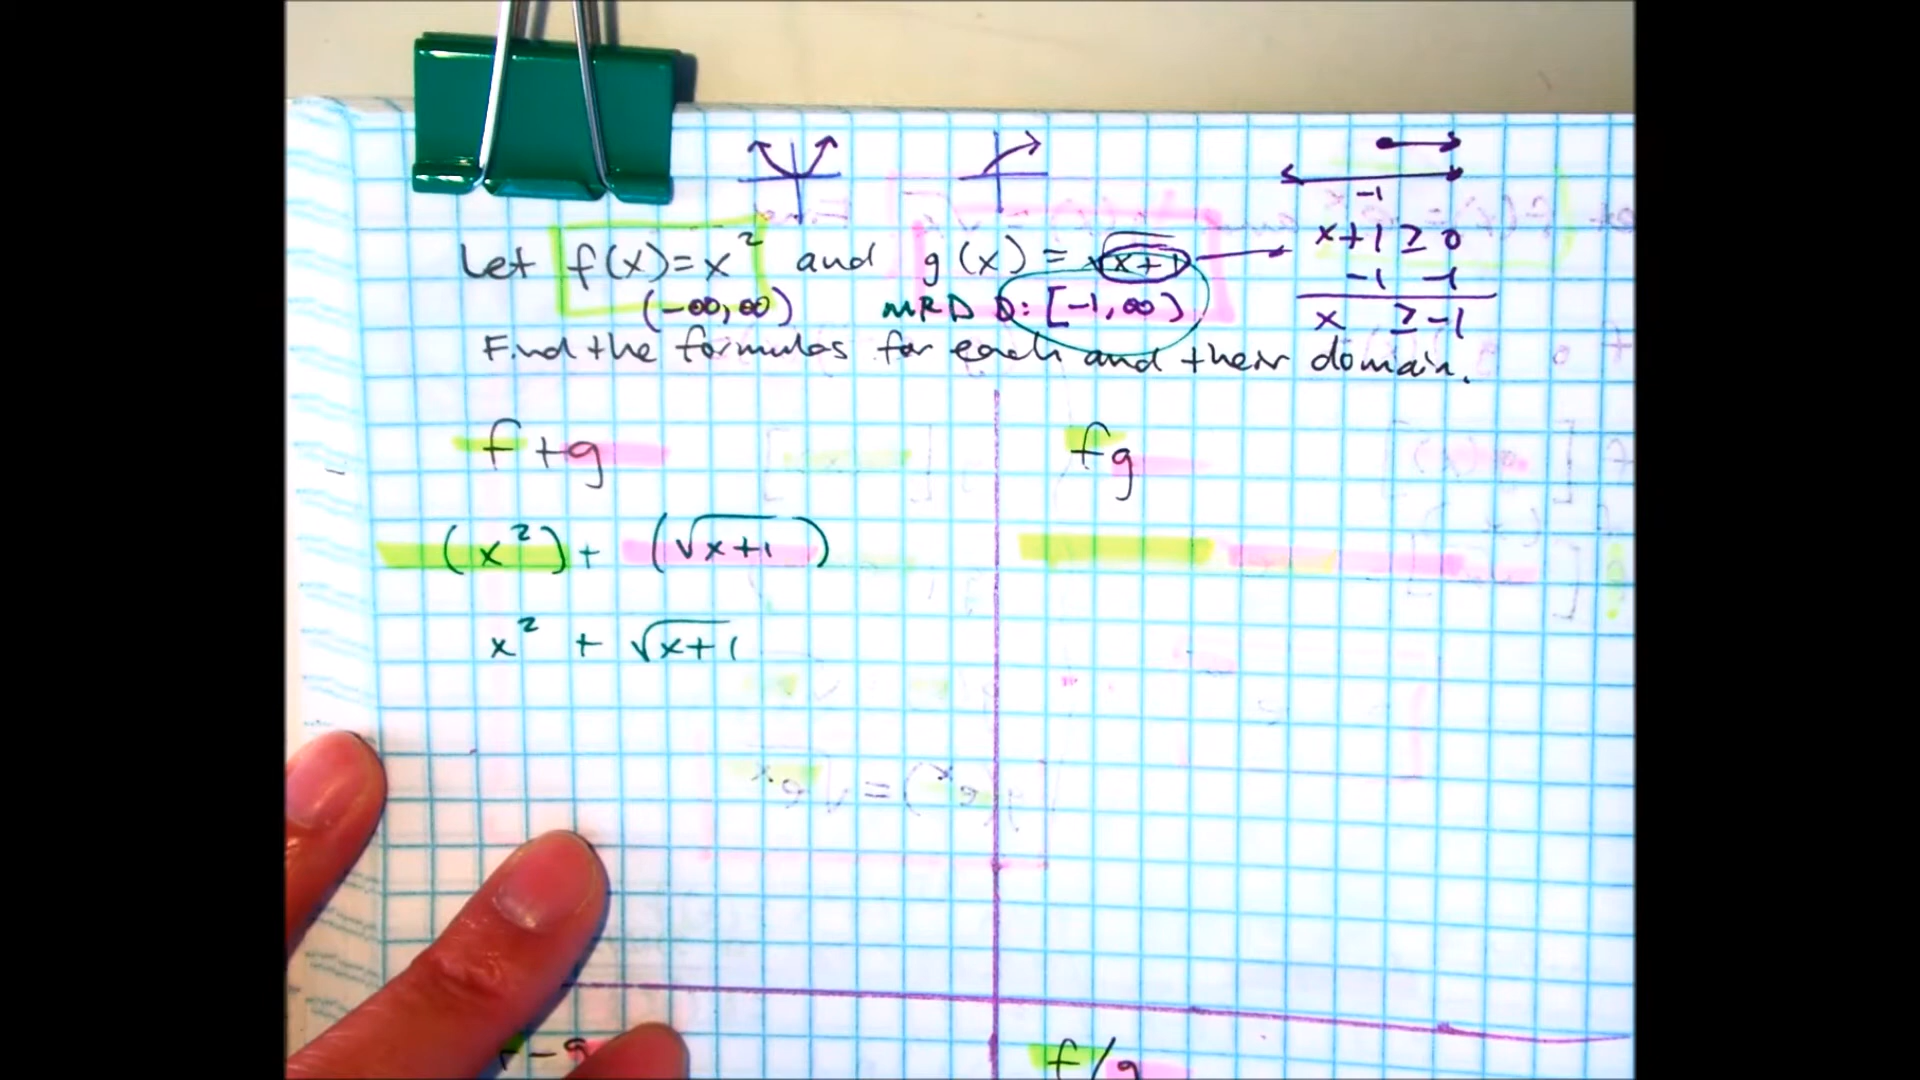 -1
Let f(x)=x² and g(x) = √x+1
x+1 ≥ 0
-1 -1
(-∞,∞) MRD D: [-1,∞)
x ≥ -1
Find the formulas for each and their domain.
f+g
fg
(x²) + (√x+1)
x² + √x+1
f-g
f/g